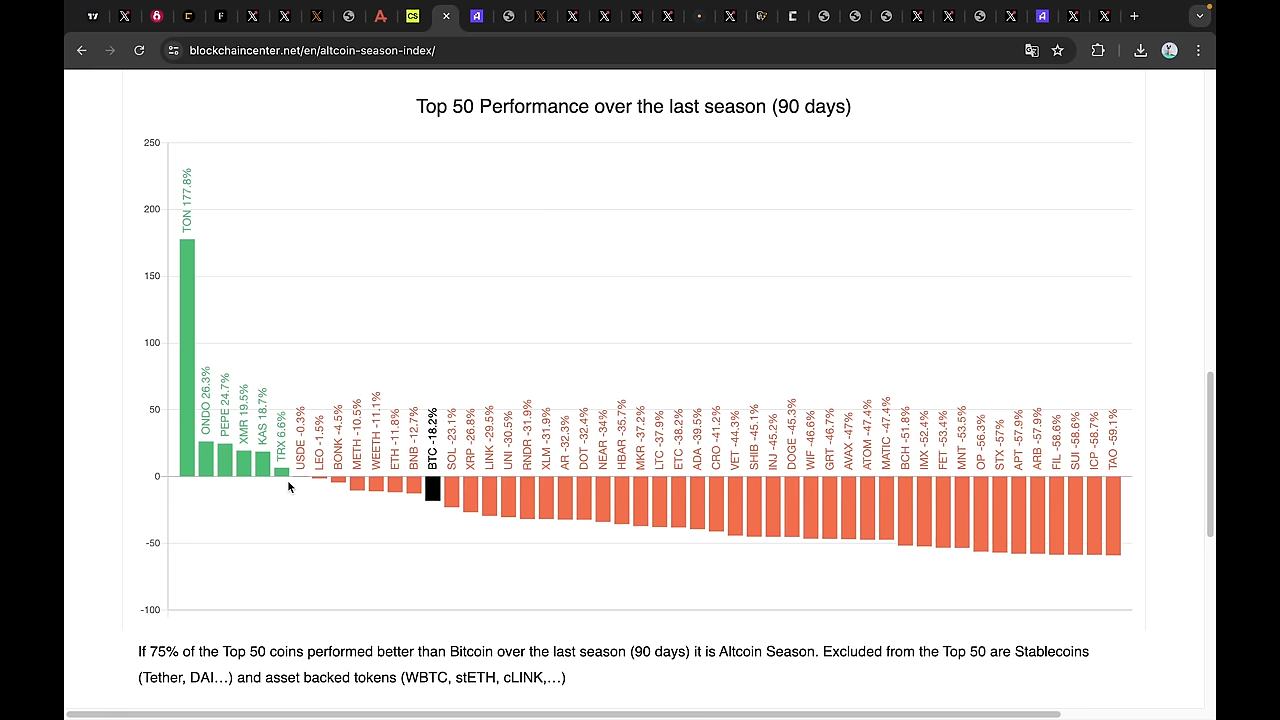 CS
blockchaincenter.net/en/altcoin-season-index/
Top 50 Performance over the last season (90 days)
250
200
150
100
50
0
-50
-100
TON 177.8%
ONDO 26.3%
PEPE 24.7%
XMR 19.5%
KAS 18.7%
TRX 6.6%
USDE -0.3%
LEO -1.5%
BONK -4.5%
METH -10.5%
WEETH -11.1%
ETH -11.8%
BNB -12.7%
BTC -18.2%
SOL -23.1%
XRP -26.8%
LINK -29.5%
UNI -30.5%
RNDR -31.9%
XLM -31.9%
AR -32.3%
DOT -32.4%
NEAR -34%
HBAR -35.7%
MKR -37.2%
LTC -37.9%
ETC -38.2%
ADA -39.5%
CRO -41.2%
VET -44.3%
SHIB -45.1%
INJ -45.2%
DOGE -45.3%
WIF -46.6%
GRT -46.7%
AVAX -47%
ATOM -47.4%
MATIC -47.4%
BCH -51.8%
IMX -52.4%
FET -53.4%
MNT -53.5%
OP -56.3%
STX -57%
APT -57.9%
ARB -57.9%
FIL -58.6%
SUI -58.6%
ICP -58.7%
TAO -59.1%
If 75% of the Top 50 coins performed better than Bitcoin over the last season (90 days) it is Altcoin Season. Excluded from the Top 50 are Stablecoins
(Tether, DAI…) and asset backed tokens (WBTC, stETH, cLINK,…)